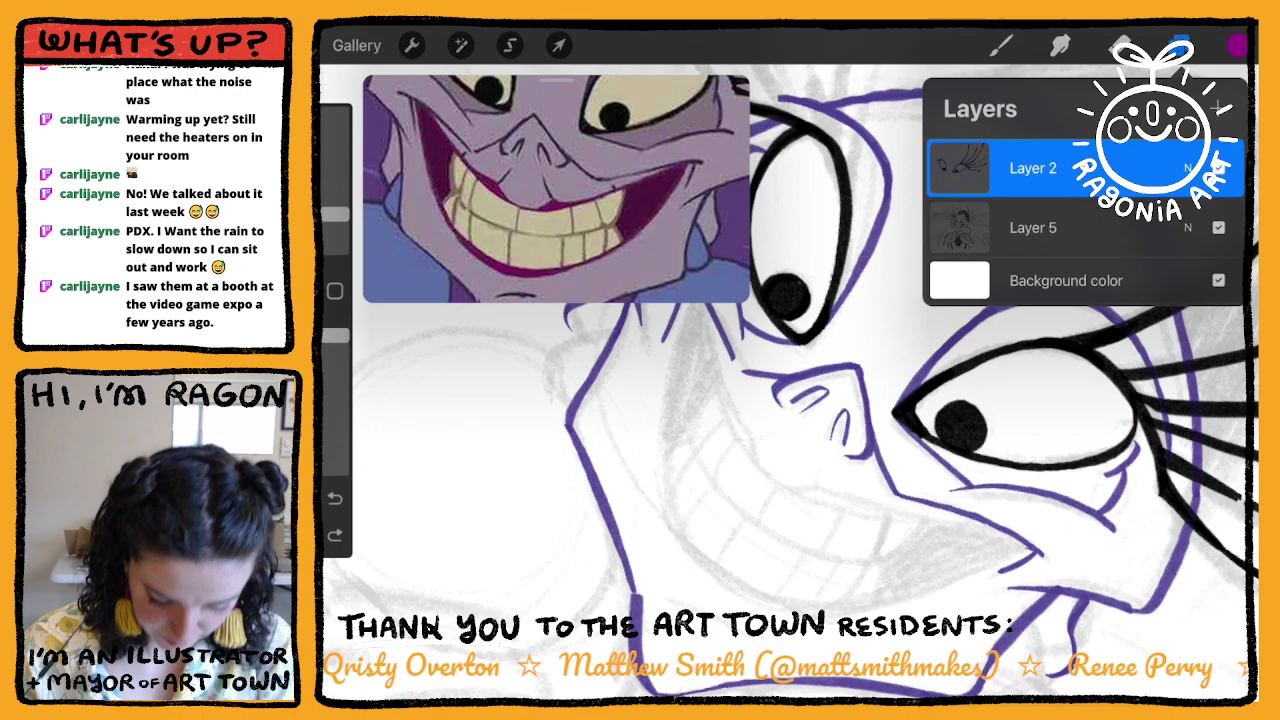 WHAT'S UP?
place what the noise
was
carlijayne Warming up yet? Still
need the heaters on in
your room
carlijayne
carlijayne No! We talked about it
last week 😅😅
carlijayne PDX. I Want the rain to
slow down so I can sit
out and work 😅
carlijayne I saw them at a booth at
the video game expo a
few years ago.
HI, I'M RAGON
I'M AN ILLUSTRATOR
+ MAYOR OF ART TOWN
Gallery
Layers
Layer 2 N
Layer 5 N
Background color
RAGONIA ART
THANK YOU TO THE ART TOWN RESIDENTS:
Qristy Overton ☆ Matthew Smith (@mattsmithmakes) ☆ Renee Perry